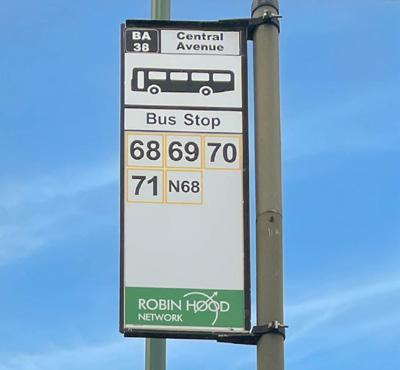 BA
38
Central
Avenue
Bus Stop
68 69 70
71 N68
ROBIN HOOD
NETWORK